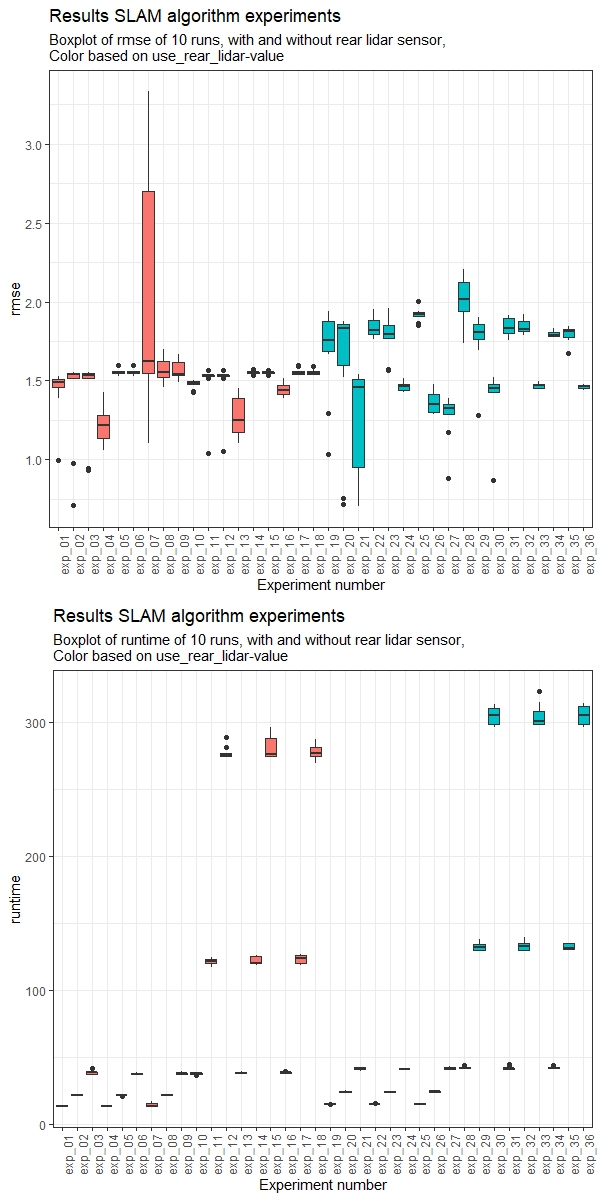 Results SLAM algorithm experiments
Boxplot of rmse of 10 runs, with and without rear lidar sensor,
Color based on use_rear_lidar-value
rmse
3.0
2.5
2.0
1.5
1.0
exp_01
exp_02
exp_03
exp_04
exp_05
exp_06
exp_07
exp_08
exp_09
exp_10
exp_11
exp_12
exp_13
exp_14
exp_15
exp_16
exp_17
exp_18
exp_19
exp_20
exp_21
exp_22
exp_23
exp_24
exp_25
exp_26
exp_27
exp_28
exp_29
exp_30
exp_31
exp_32
exp_33
exp_34
exp_35
exp_36
Experiment number
Results SLAM algorithm experiments
Boxplot of runtime of 10 runs, with and without rear lidar sensor,
Color based on use_rear_lidar-value
runtime
300
200
100
0
exp_01
exp_02
exp_03
exp_04
exp_05
exp_06
exp_07
exp_08
exp_09
exp_10
exp_11
exp_12
exp_13
exp_14
exp_15
exp_16
exp_17
exp_18
exp_19
exp_20
exp_21
exp_22
exp_23
exp_24
exp_25
exp_26
exp_27
exp_28
exp_29
exp_30
exp_31
exp_32
exp_33
exp_34
exp_35
exp_36
Experiment number